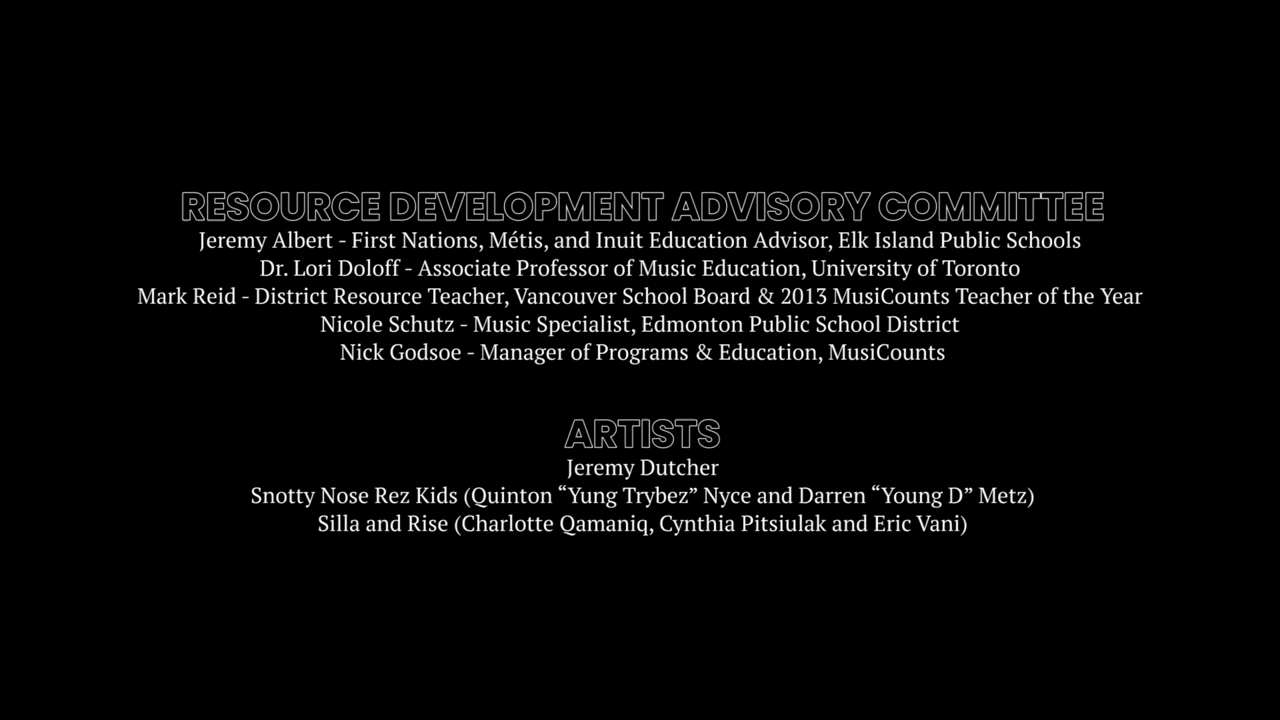 RESOURCE DEVELOPMENT ADVISORY COMMITTEE
Jeremy Albert - First Nations, Métis, and Inuit Education Advisor, Elk Island Public Schools
Dr. Lori Doloff - Associate Professor of Music Education, University of Toronto
Mark Reid - District Resource Teacher, Vancouver School Board & 2013 MusiCounts Teacher of the Year
Nicole Schutz - Music Specialist, Edmonton Public School District
Nick Godsoe - Manager of Programs & Education, MusiCounts
ARTISTS
Jeremy Dutcher
Snotty Nose Rez Kids (Quinton “Yung Trybez” Nyce and Darren “Young D” Metz)
Silla and Rise (Charlotte Qamaniq, Cynthia Pitsiulak and Eric Vani)